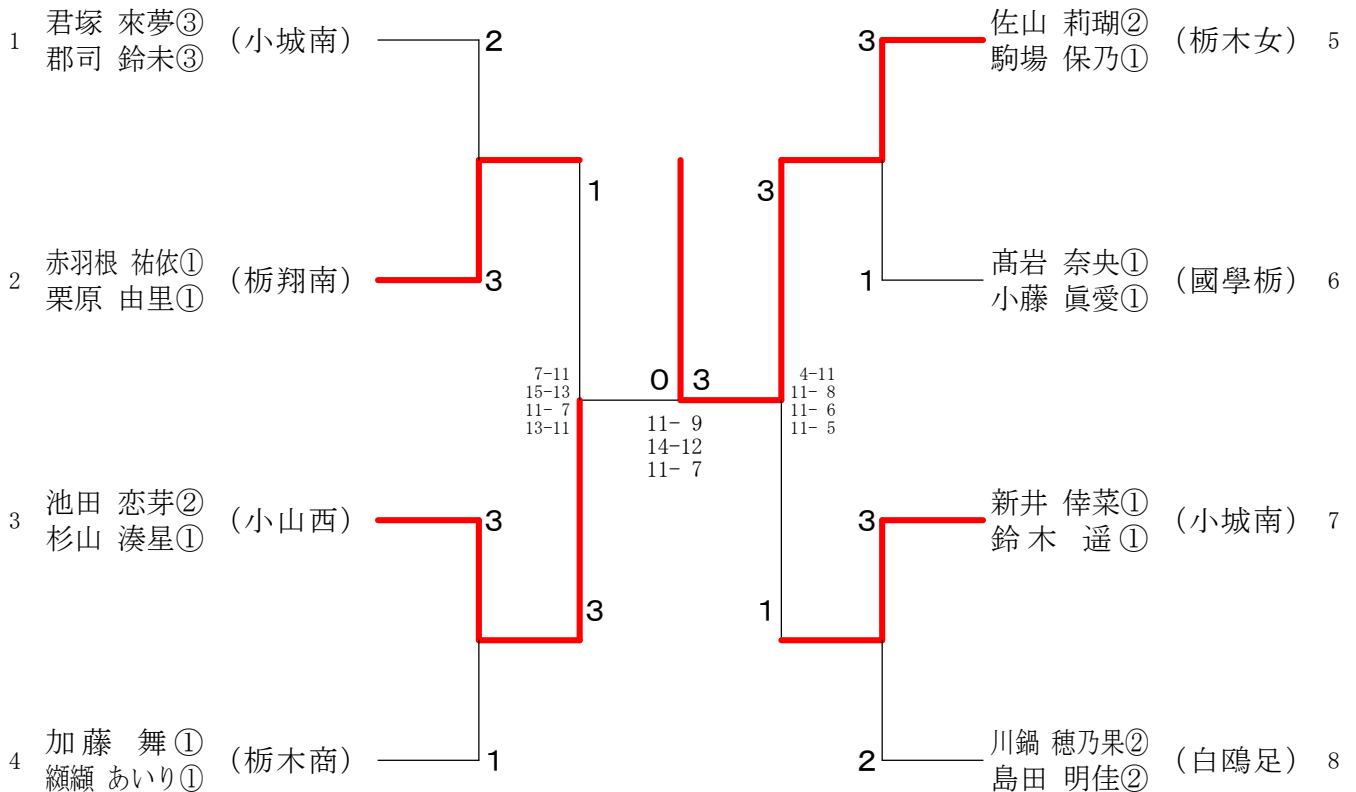 1 君塚 來夢③ (小城南) 2
郡司 鈴未③
3 佐山 莉瑚② (栃木女) 5
駒場 保乃①
1
3
2 赤羽根 祐依① (栃翔南) 3
栗原 由里①
1 髙岩 奈央① (國學栃) 6
小藤 眞愛①
7-11
15-13
11- 7
13-11
0 3
11- 9
14-12
11- 7
4-11
11- 8
11- 6
11- 5
3 池田 恋芽② (小山西) 3
杉山 湊星①
3 新井 倖菜① (小城南) 7
鈴木 遥①
3
1
4 加藤 舞① (栃木商) 1
纐纈 あいり①
2 川鍋 穂乃果② (白鴎足) 8
島田 明佳②